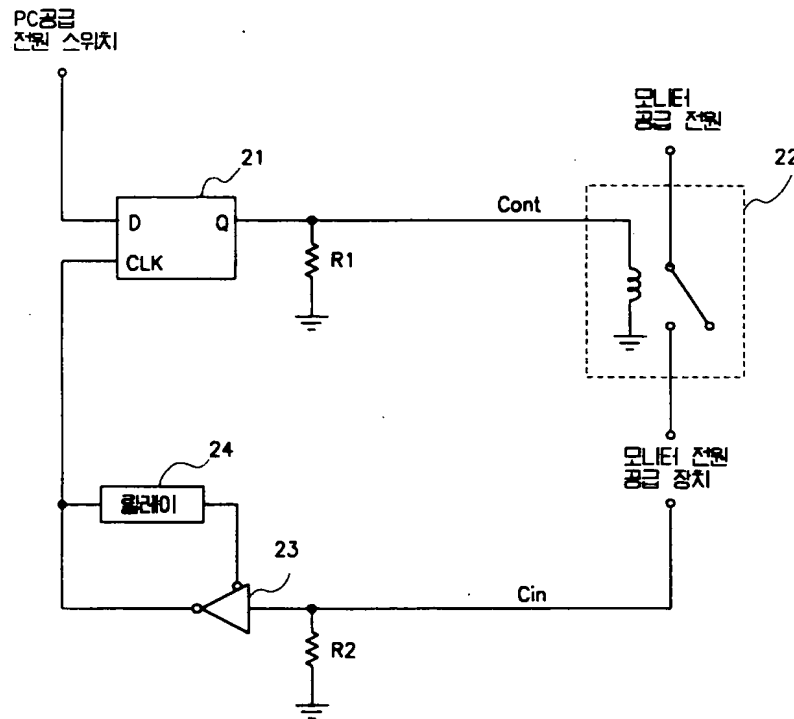 PC공급
전원 스위치
모니터
공급 전원
21
22
D
Q
Cont
CLK
R1
24
모니터 전원
공급 장치
릴레이
23
Cin
R2